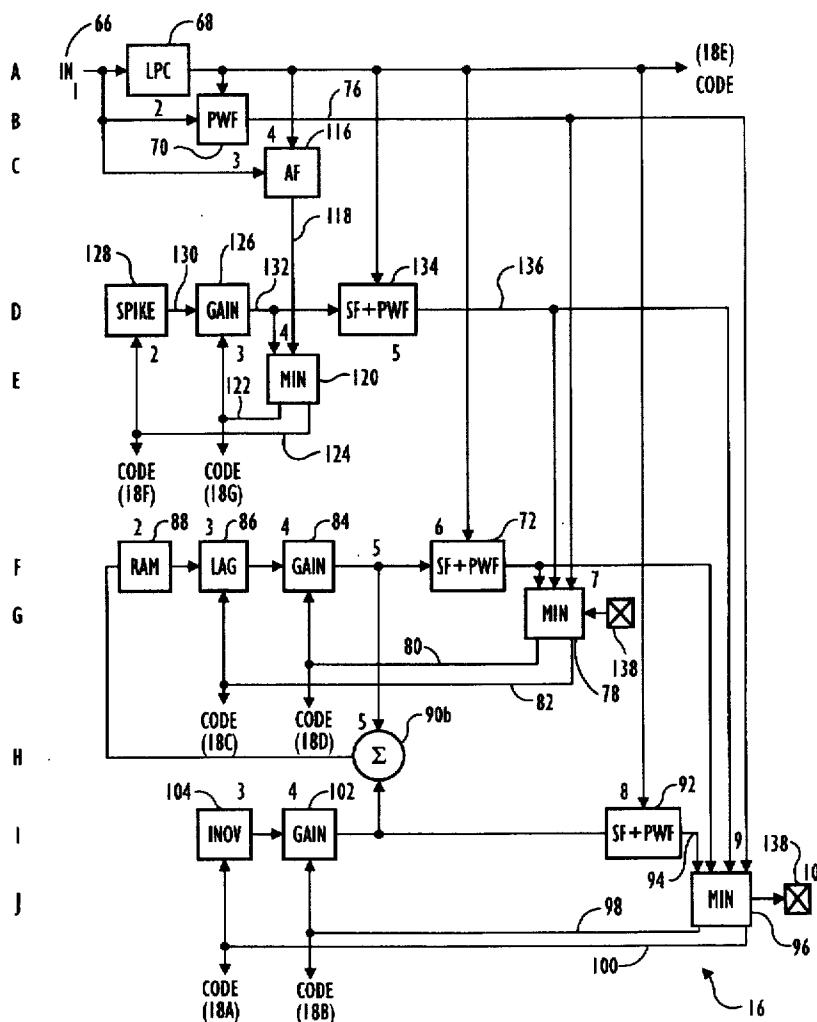 66
68
A IN LPC (18E)
1 CODE
76
B 2 PWF
70 4 116
C 3 AF
118
128 130 126 132 134 136
D SPIKE GAIN SF+PWF
2 3 4 5
E MIN 120
122
124
CODE CODE
(18F) (18G)
2 88 3 86 4 84 5 6 72
F RAM LAG GAIN SF+PWF
7
G MIN
80 138
82 78
CODE CODE 5 90b
(18C) (18D)
H Σ
104 3 4 102 8 92
I INOV GAIN SF+PWF
94 9 138
10
J MIN
98
100 96
CODE CODE
(18A) (18B) 16